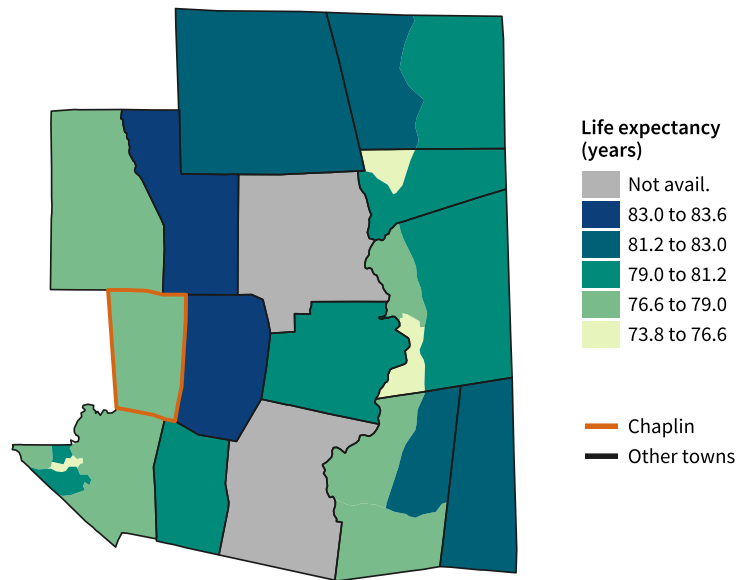 Life expectancy
(years)
Not avail.
83.0 to 83.6
81.2 to 83.0
79.0 to 81.2
76.6 to 79.0
73.8 to 76.6
Chaplin
Other towns